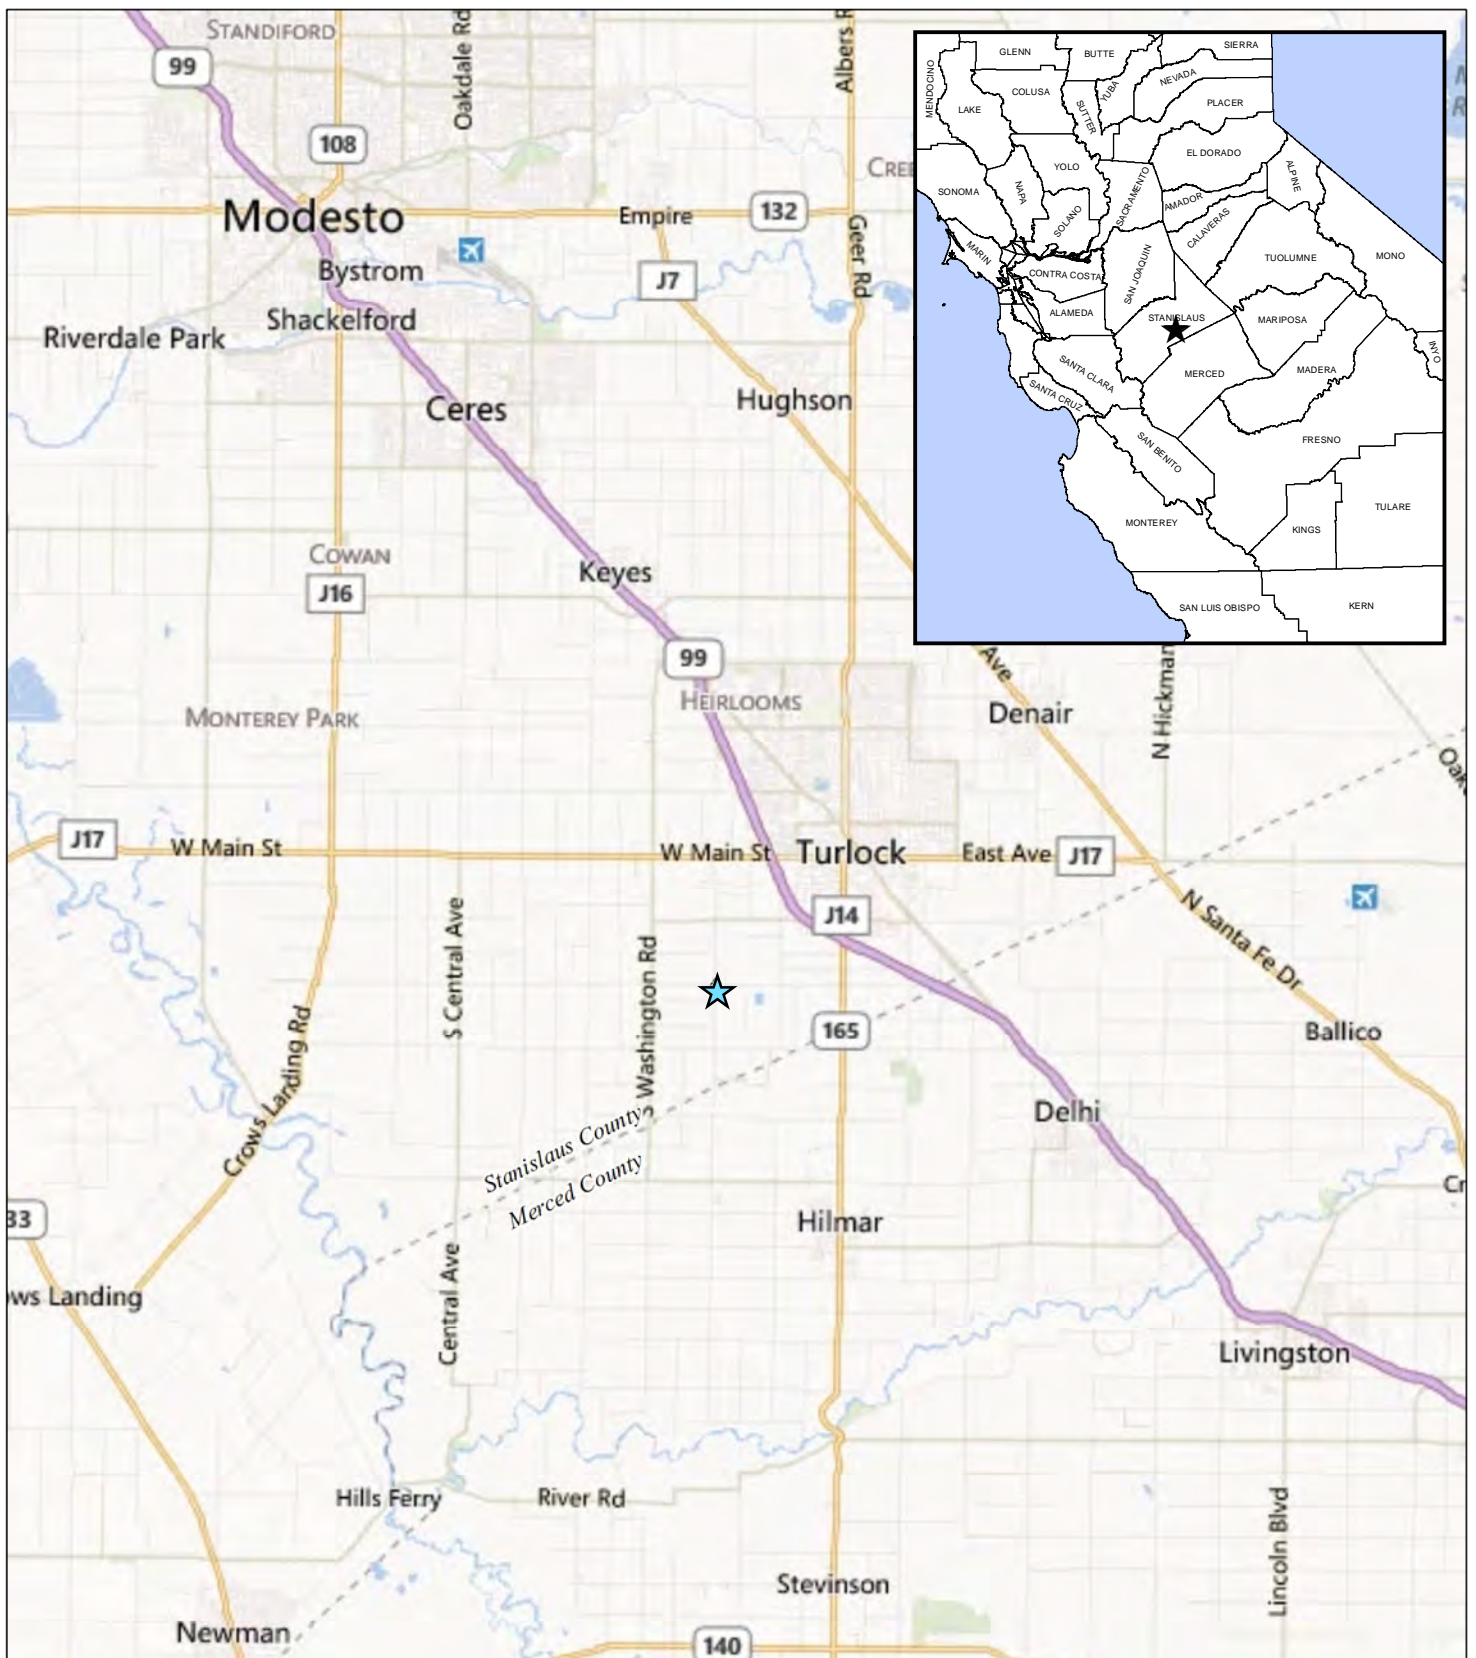 STANDIFORD
99
Oakdale Rd
Albers R
108
CREE
Modesto
Empire
132
Geer Rd
Bystrom
J7
Shackelford
Riverdale Park
Ceres
Hughson
COWAN
J16
Keyes
99
HEIRLOOMS
MONTEREY PARK
Ave
Denair
N Hickman
Oak
J17
W Main St
W Main St
Turlock
East Ave
J17
J14
N Santa Fe Dr
S Central Ave
S Washington Rd
165
Ballico
Crows Landing Rd
Delhi
Stanislaus County
Merced County
33
Hilmar
Cr
ows Landing
Central Ave
Livingston
Hills Ferry
River Rd
Lincoln Blvd
Stevinson
Newman
140
GLENN
BUTTE
SIERRA
MENDOCINO
COLUSA
YUBA
NEVADA
LAKE
SUTTER
PLACER
YOLO
EL DORADO
ALPINE
SONOMA
NAPA
SACRAMENTO
AMADOR
SOLANO
CALAVERAS
MARIN
SAN JOAQUIN
TUOLUMNE
MONO
CONTRA COSTA
ALAMEDA
STANISLAUS
MARIPOSA
INYO
SANTA CLARA
MERCED
MADERA
SANTA CRUZ
SAN BENITO
FRESNO
MONTEREY
KINGS
TULARE
SAN LUIS OBISPO
KERN